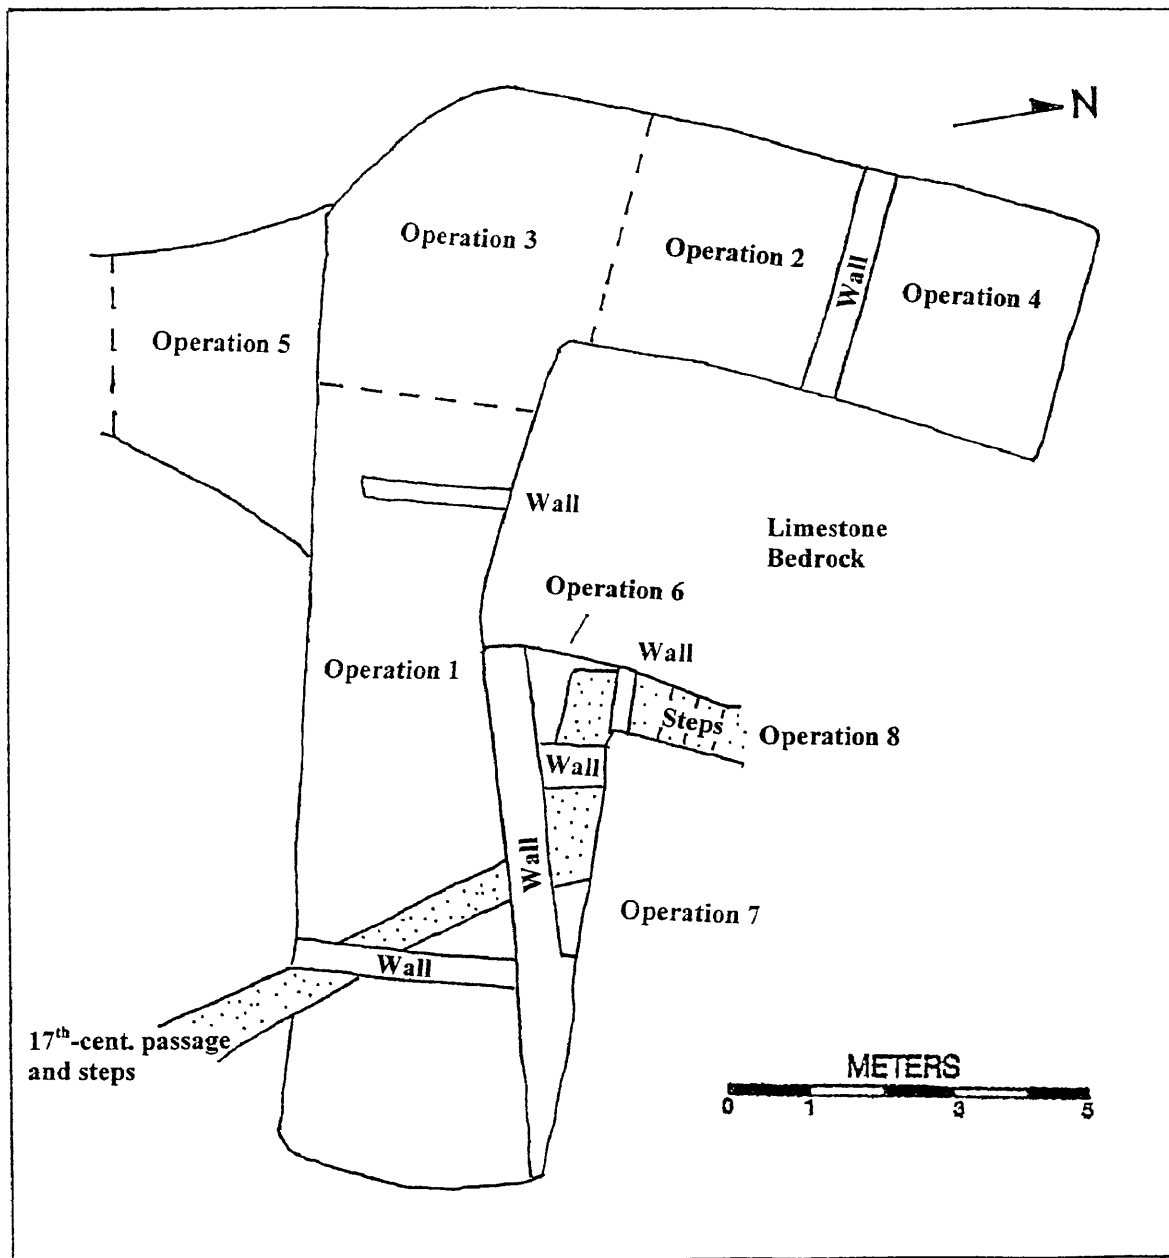 N
Operation 3
Operation 2
Wall
Operation 4
Operation 5
Wall
Limestone
Bedrock
Operation 6
Wall
Operation 1
Steps
Operation 8
Wall
Wall
Operation 7
Wall
17th-cent. passage
and steps
METERS
0 1 3 5